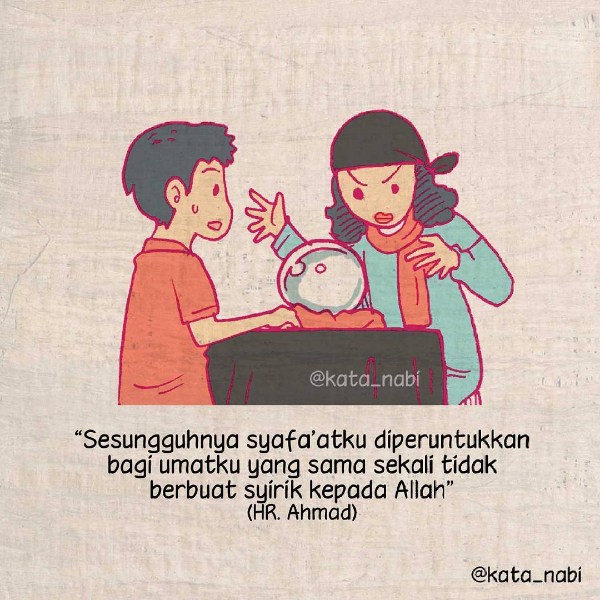 @kata_nabi
“Sesungguhnya syafa’atku diperuntukkan
bagi umatku yang sama sekali tidak
berbuat syirik kepada Allah”
(HR. Ahmad)
@kata_nabi